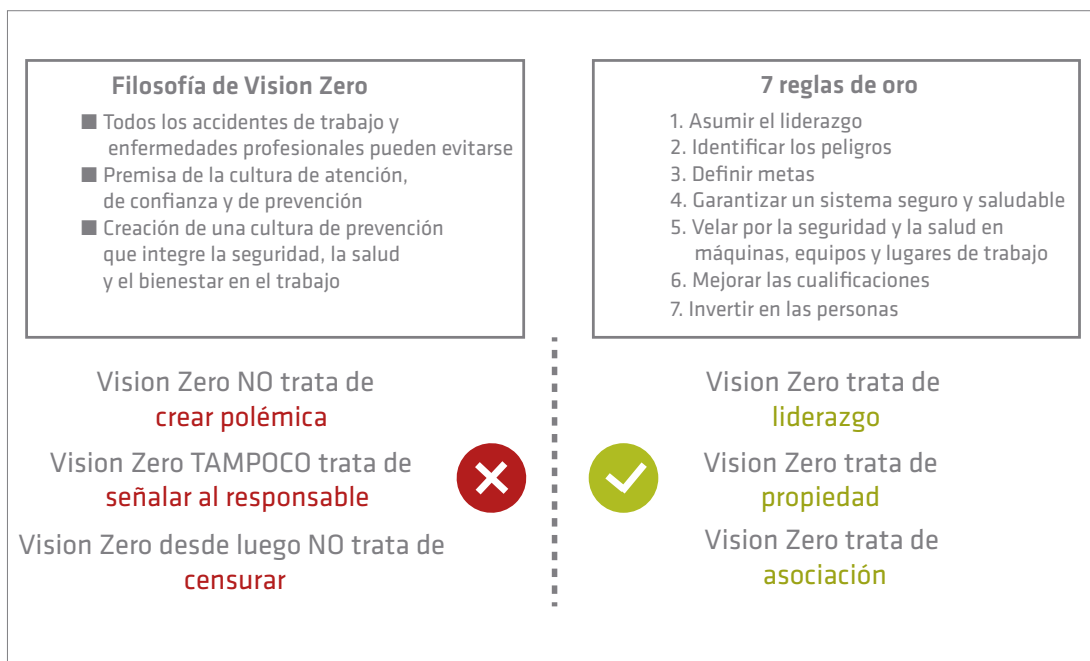 Filosofía de Vision Zero
■ Todos los accidentes de trabajo y
enfermedades profesionales pueden evitarse
■ Premisa de la cultura de atención,
de confianza y de prevención
■ Creación de una cultura de prevención
que integre la seguridad, la salud
y el bienestar en el trabajo
7 reglas de oro
1. Asumir el liderazgo
2. Identificar los peligros
3. Definir metas
4. Garantizar un sistema seguro y saludable
5. Velar por la seguridad y la salud en
máquinas, equipos y lugares de trabajo
6. Mejorar las cualificaciones
7. Invertir en las personas
Vision Zero NO trata de
crear polémica
Vision Zero TAMPOCO trata de
señalar al responsable
Vision Zero desde luego NO trata de
censurar
Vision Zero trata de
liderazgo
Vision Zero trata de
propiedad
Vision Zero trata de
asociación